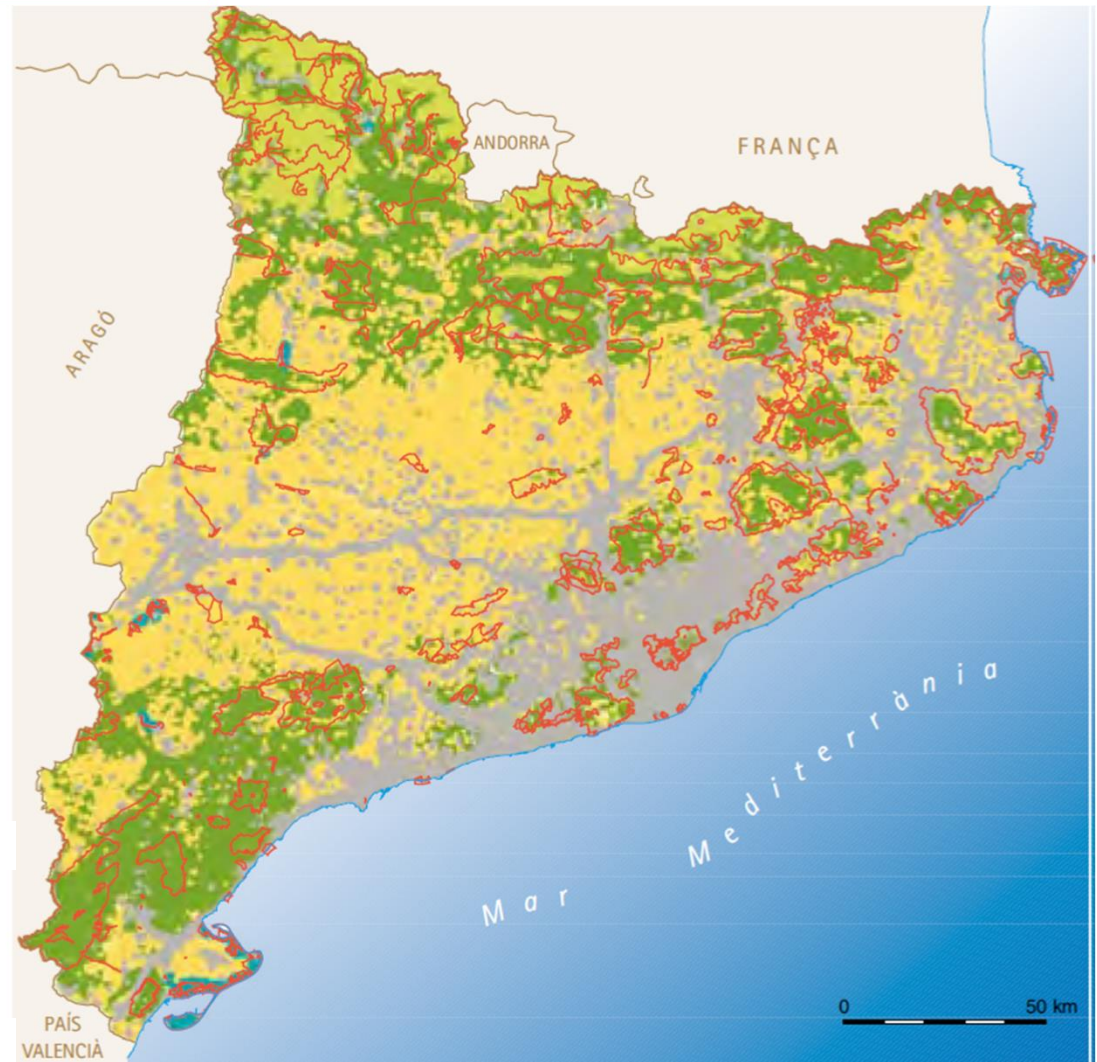 ANDORRA
FRANÇA
ARAGÓ
Mar Mediterrània
0 50 km
PAÍS
VALENCIÀ